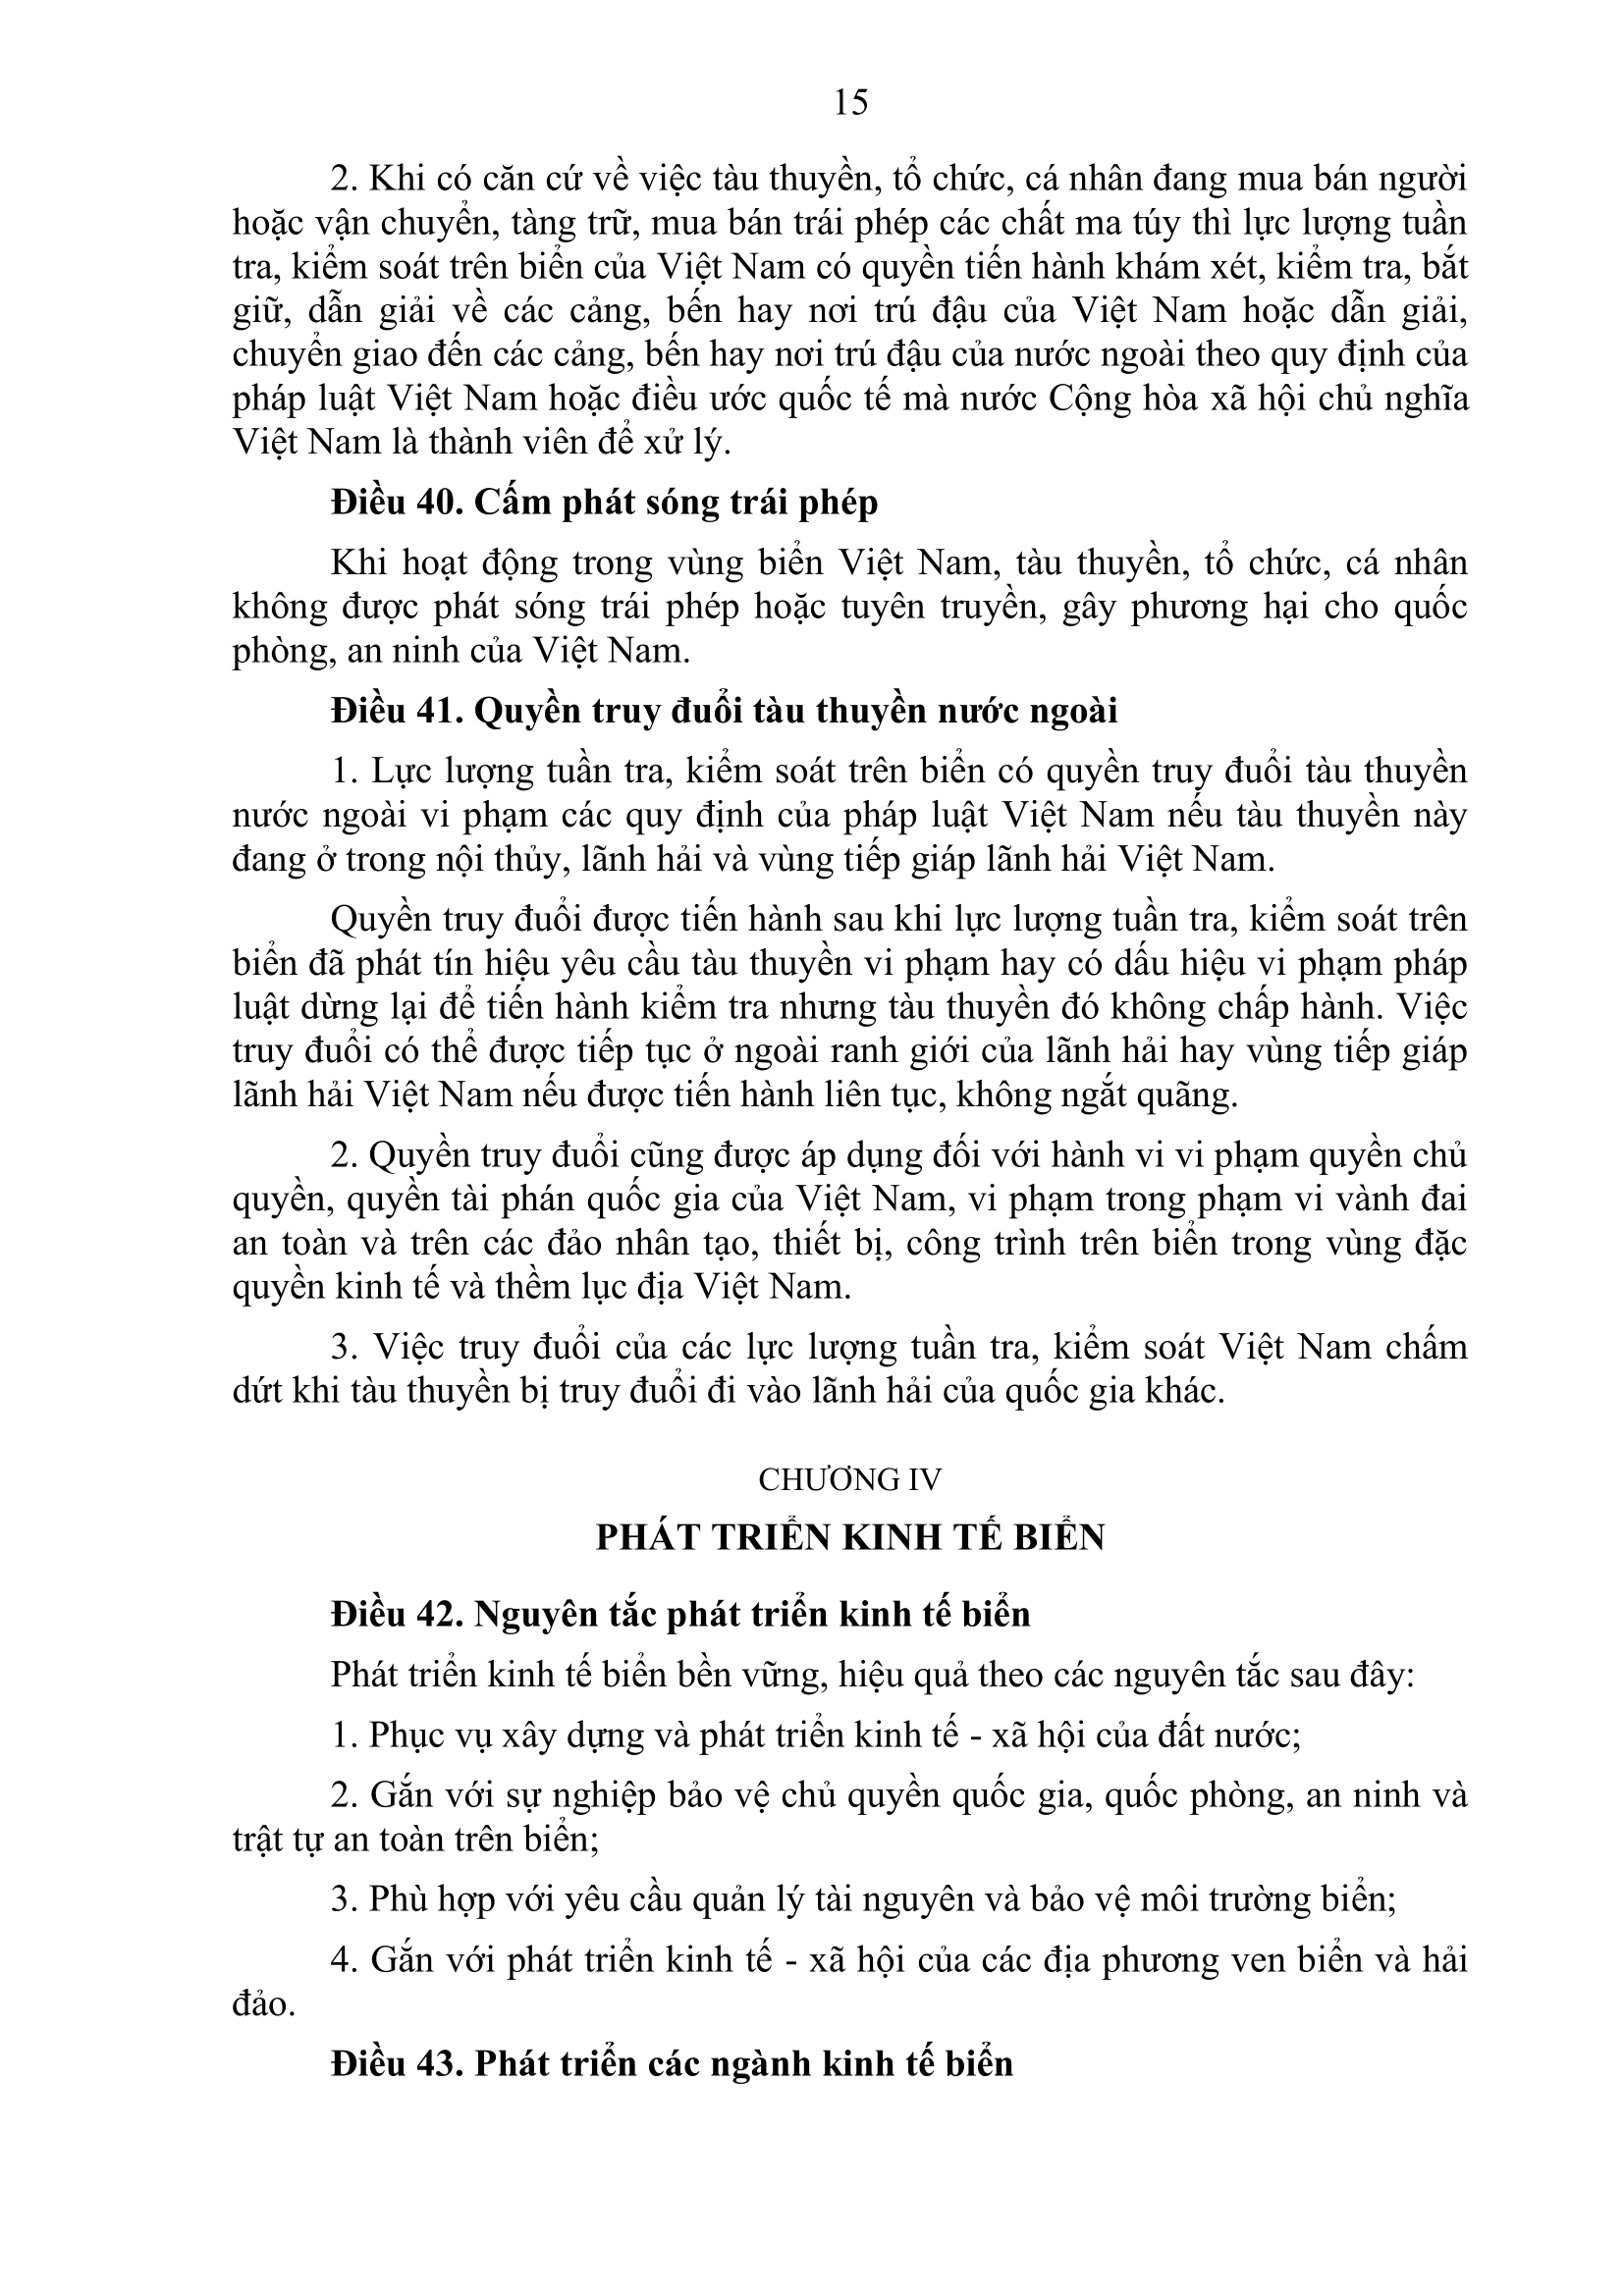 15
2. Khi có căn cứ về việc tàu thuyền, tổ chức, cá nhân đang mua bán người
hoặc vận chuyển, tàng trữ, mua bán trái phép các chất ma túy thì lực lượng tuần
tra, kiểm soát trên biển của Việt Nam có quyền tiến hành khám xét, kiểm tra, bắt
giữ, dẫn giải về các cảng, bến hay nơi trú đậu của Việt Nam hoặc dẫn giải,
chuyển giao đến các cảng, bến hay nơi trú đậu của nước ngoài theo quy định của
pháp luật Việt Nam hoặc điều ước quốc tế mà nước Cộng hòa xã hội chủ nghĩa
Việt Nam là thành viên để xử lý.
Điều 40. Cấm phát sóng trái phép
Khi hoạt động trong vùng biển Việt Nam, tàu thuyền, tổ chức, cá nhân
không được phát sóng trái phép hoặc tuyên truyền, gây phương hại cho quốc
phòng, an ninh của Việt Nam.
Điều 41. Quyền truy đuổi tàu thuyền nước ngoài
1. Lực lượng tuần tra, kiểm soát trên biển có quyền truy đuổi tàu thuyền
nước ngoài vi phạm các quy định của pháp luật Việt Nam nếu tàu thuyền này
đang ở trong nội thủy, lãnh hải và vùng tiếp giáp lãnh hải Việt Nam.
Quyền truy đuổi được tiến hành sau khi lực lượng tuần tra, kiểm soát trên
biển đã phát tín hiệu yêu cầu tàu thuyền vi phạm hay có dấu hiệu vi phạm pháp
luật dừng lại để tiến hành kiểm tra nhưng tàu thuyền đó không chấp hành. Việc
truy đuổi có thể được tiếp tục ở ngoài ranh giới của lãnh hải hay vùng tiếp giáp
lãnh hải Việt Nam nếu được tiến hành liên tục, không ngắt quãng.
2. Quyền truy đuổi cũng được áp dụng đối với hành vi vi phạm quyền chủ
quyền, quyền tài phán quốc gia của Việt Nam, vi phạm trong phạm vi vành đai
an toàn và trên các đảo nhân tạo, thiết bị, công trình trên biển trong vùng đặc
quyền kinh tế và thềm lục địa Việt Nam.
3. Việc truy đuổi của các lực lượng tuần tra, kiểm soát Việt Nam chấm
dứt khi tàu thuyền bị truy đuổi đi vào lãnh hải của quốc gia khác.
CHƯƠNG IV
PHÁT TRIỂN KINH TẾ BIỂN
Điều 42. Nguyên tắc phát triển kinh tế biển
Phát triển kinh tế biển bền vững, hiệu quả theo các nguyên tắc sau đây:
1. Phục vụ xây dựng và phát triển kinh tế - xã hội của đất nước;
2. Gắn với sự nghiệp bảo vệ chủ quyền quốc gia, quốc phòng, an ninh và
trật tự an toàn trên biển;
3. Phù hợp với yêu cầu quản lý tài nguyên và bảo vệ môi trường biển;
4. Gắn với phát triển kinh tế - xã hội của các địa phương ven biển và hải
đảo.
Điều 43. Phát triển các ngành kinh tế biển